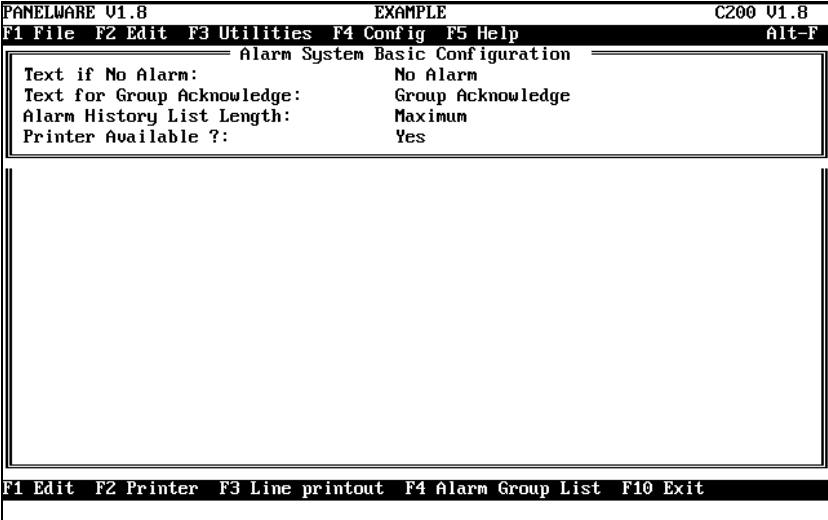 PANELWARE V1.8 EXAMPLE C200 V1.8
F1 File F2 Edit F3 Utilities F4 Config F5 Help Alt-F
Alarm System Basic Configuration
Text if No Alarm: No Alarm
Text for Group Acknowledge: Group Acknowledge
Alarm History List Length: Maximum
Printer Available ?: Yes
F1 Edit F2 Printer F3 Line printout F4 Alarm Group List F10 Exit